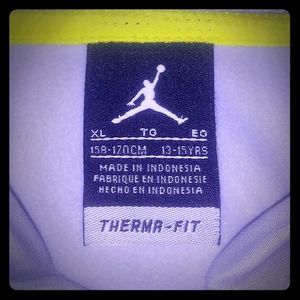 XL TG EG
158-170CM 13-15YRS
MADE IN INDONESIA
FABRIQUE EN INDONESIE
HECHO EN INDONESIA
THERMA-FIT